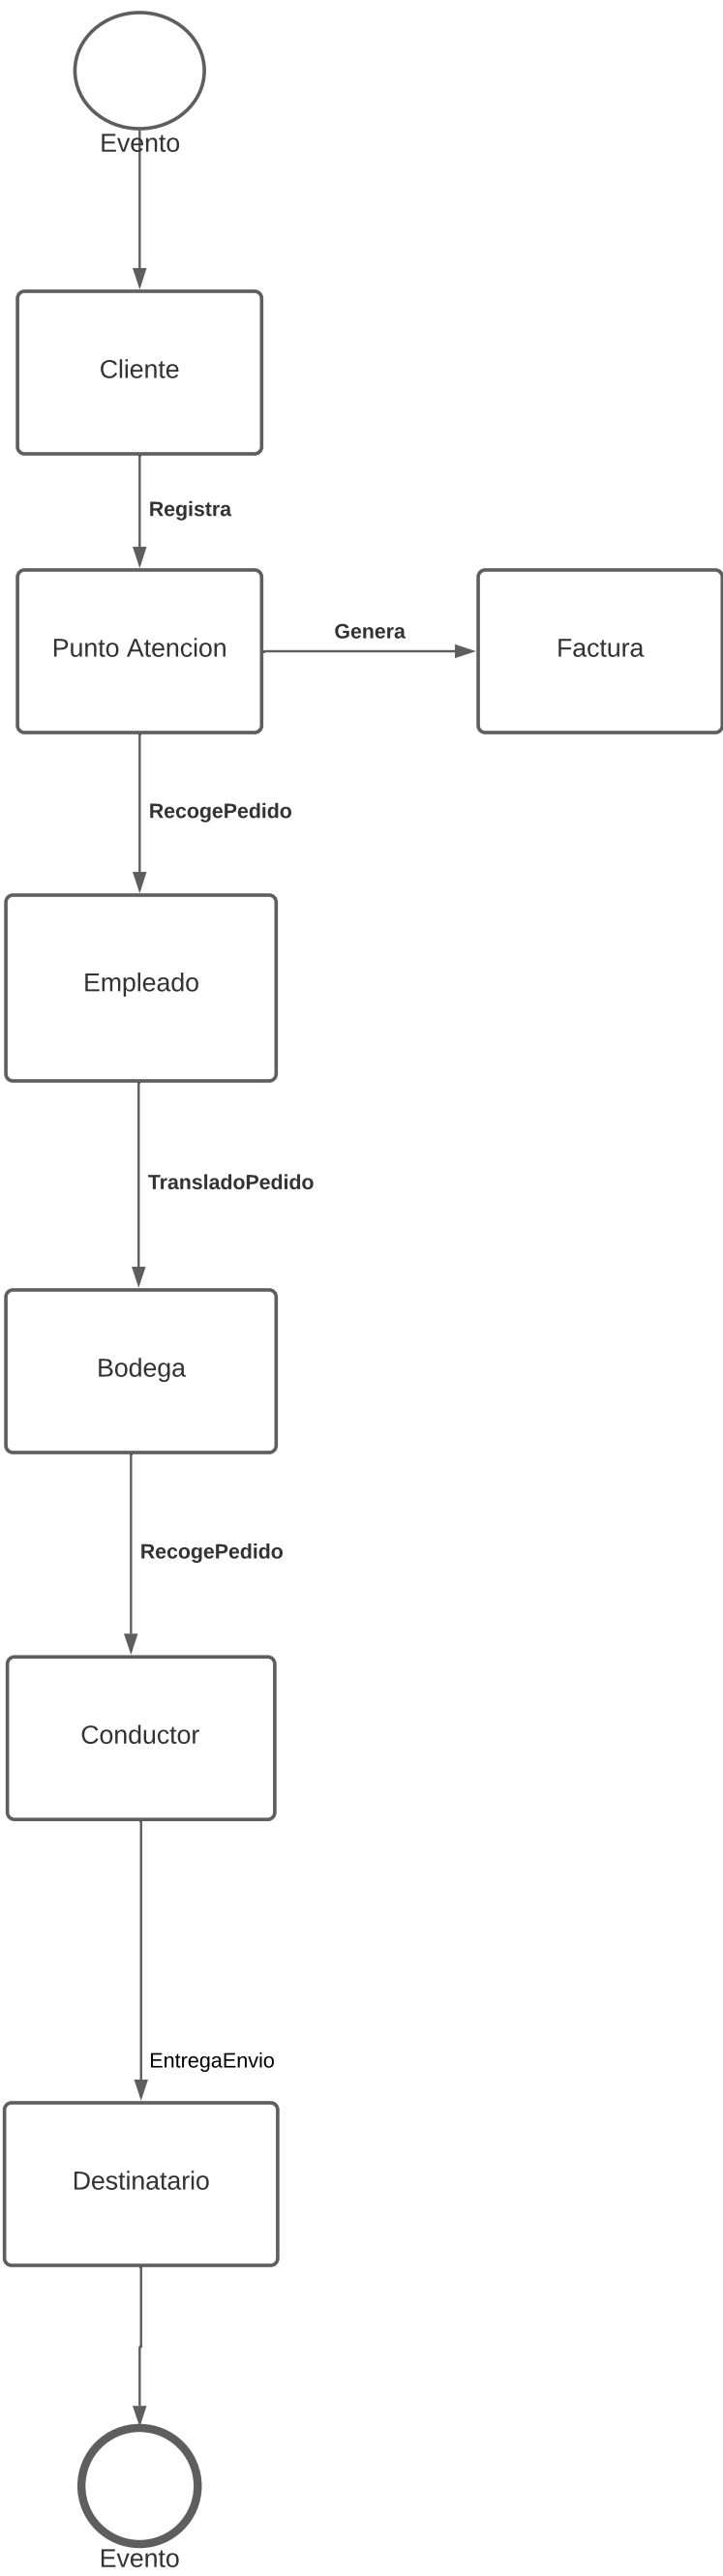 Evento
Cliente
Registra
Punto Atencion
Genera
Factura
RecogePedido
Empleado
TransladoPedido
Bodega
RecogePedido
Conductor
EntregaEnvio
Destinatario
Evento